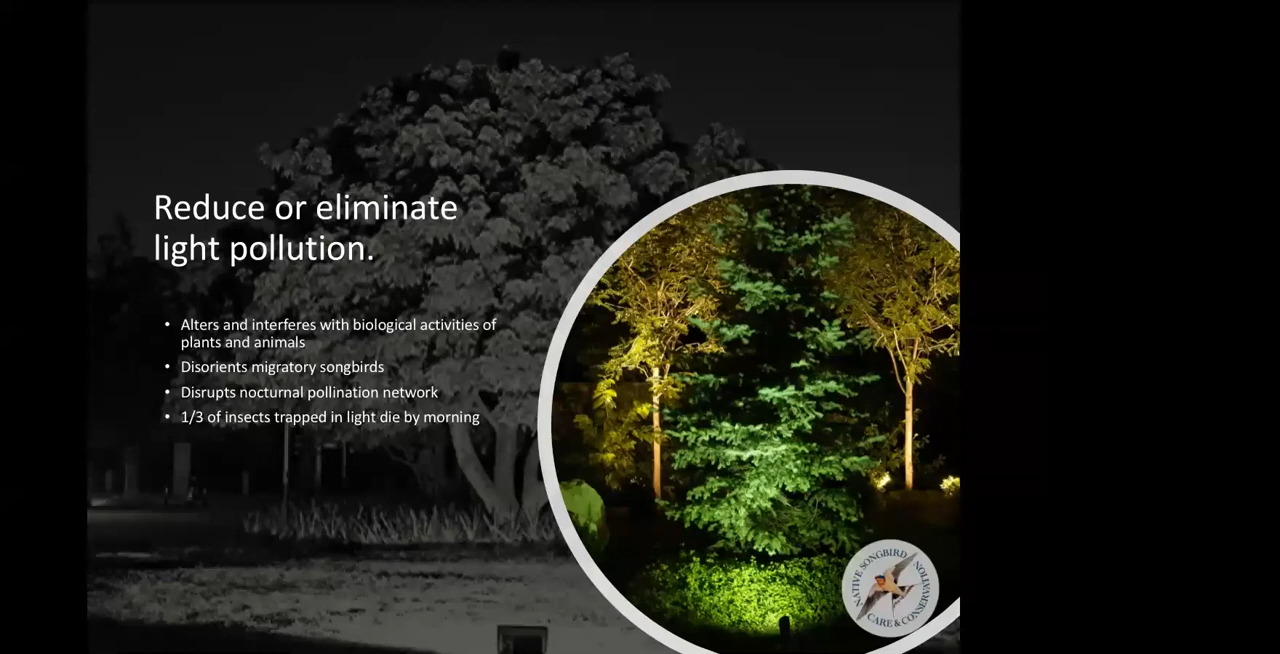 Reduce or eliminate
light pollution.
• Alters and interferes with biological activities of
plants and animals
• Disorients migratory songbirds
• Disrupts nocturnal pollination network
• 1/3 of insects trapped in light die by morning
NATIVE SONGBIRD
CARE & CONSERVATION